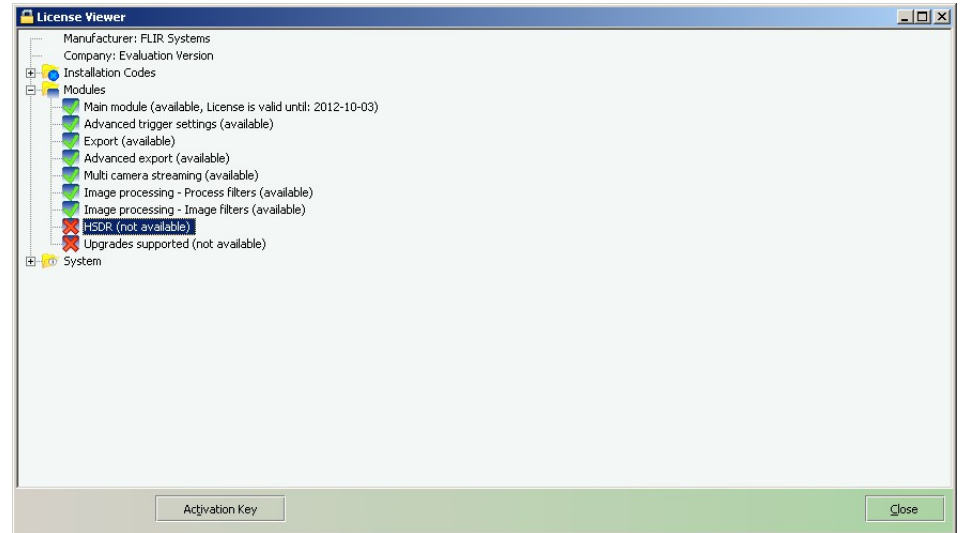 License Viewer
Manufacturer: FLIR Systems
Company: Evaluation Version
Installation Codes
Modules
Main module (available, License is valid until: 2012-10-03)
Advanced trigger settings (available)
Export (available)
Advanced export (available)
Multi camera streaming (available)
Image processing - Process filters (available)
Image processing - Image filters (available)
HSDR (not available)
Upgrades supported (not available)
System
Activation Key
Close